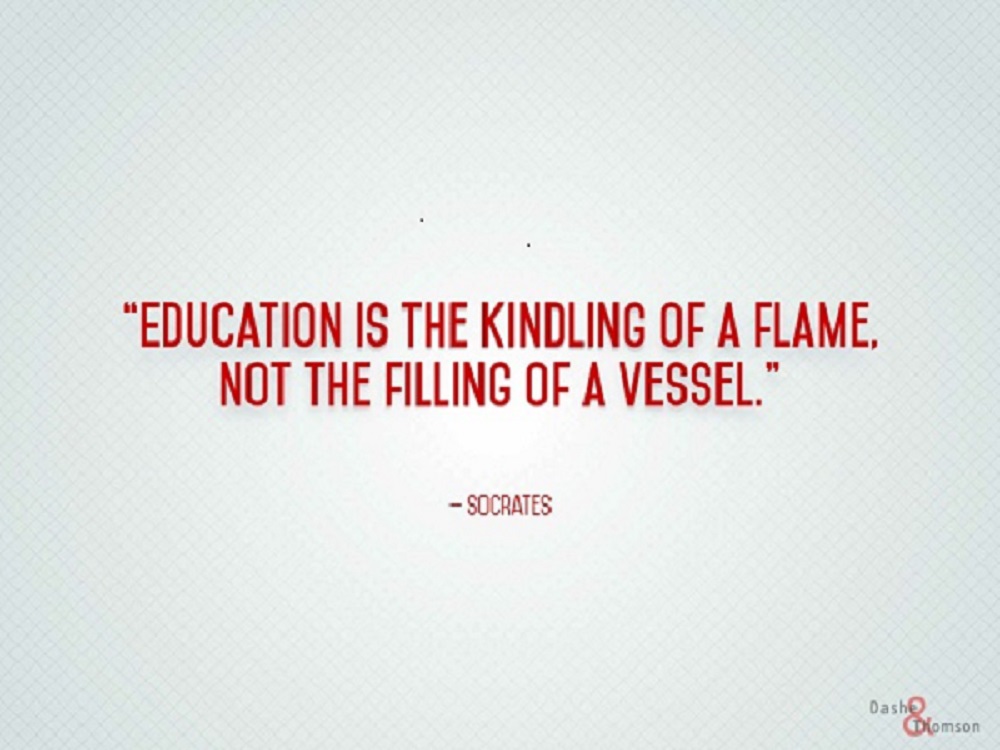 “EDUCATION IS THE KINDLING OF A FLAME,
NOT THE FILLING OF A VESSEL.”
– SOCRATES
Dashe
&
Thomson